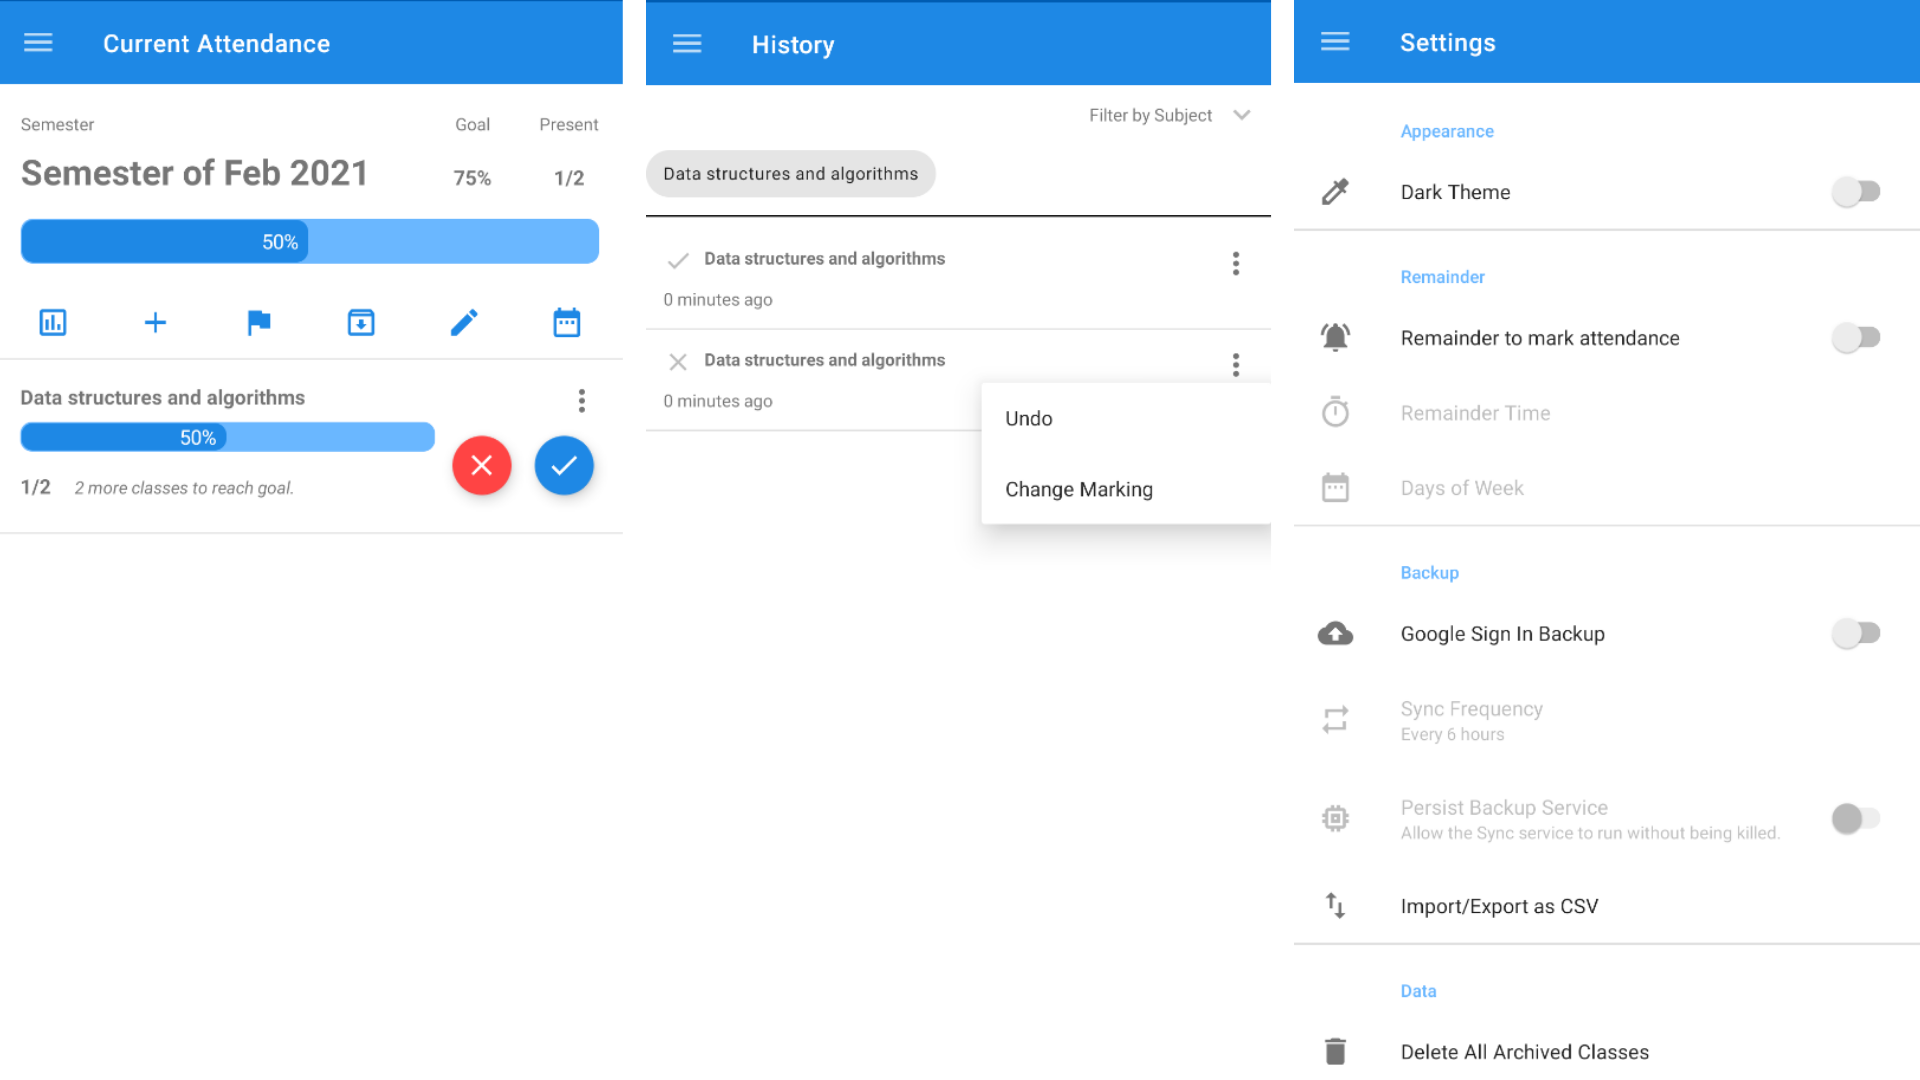 Current Attendance
Semester Goal Present
Semester of Feb 2021 75% 1/2
50%
Data structures and algorithms
50%
1/2 2 more classes to reach goal.
History
Filter by Subject
Data structures and algorithms
Data structures and algorithms
0 minutes ago
Data structures and algorithms
0 minutes ago
Undo
Change Marking
Settings
Appearance
Dark Theme
Remainder
Remainder to mark attendance
Remainder Time
Days of Week
Backup
Google Sign In Backup
Sync Frequency
Every 6 hours
Persist Backup Service
Allow the Sync service to run without being killed.
Import/Export as CSV
Data
Delete All Archived Classes